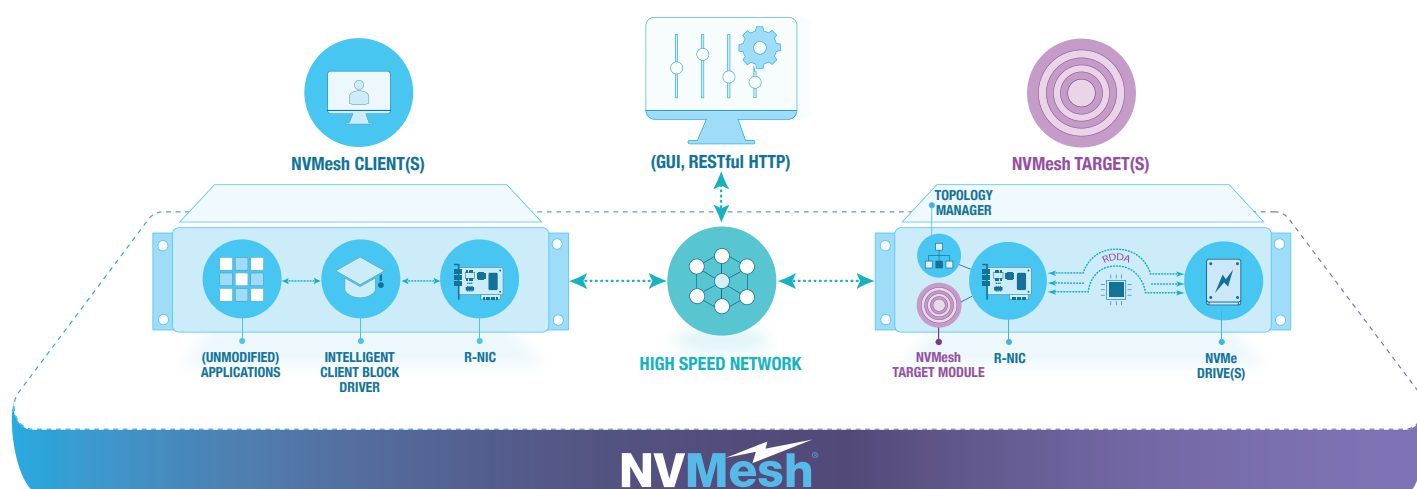 NVMesh CLIENT(S)
(GUI, RESTful HTTP)
NVMesh TARGET(S)
TOPOLOGY
MANAGER
RDDA
(UNMODIFIED)
APPLICATIONS
INTELLIGENT
CLIENT BLOCK
DRIVER
R-NIC
HIGH SPEED NETWORK
NVMesh
TARGET MODULE
R-NIC
NVMe
DRIVE(S)
NVMesh®